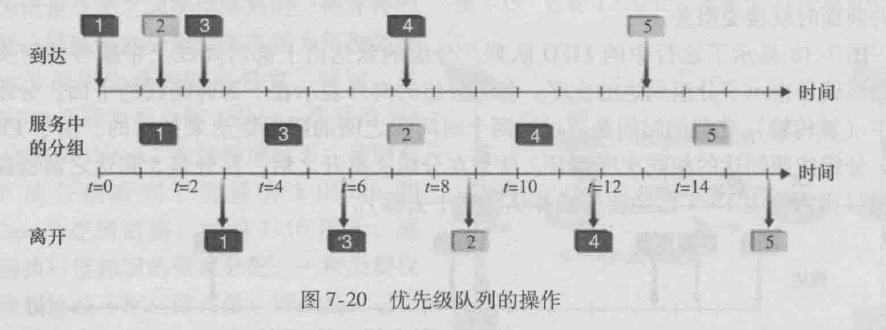 1 2 3 4 5
到达
时间
服务中
的分组
1 3 2 4 5
时间
t=0 t=2 t=4 t=6 t=8 t=10 t=12 t=14
离开
1 3 2 4 5
图 7-20 优先级队列的操作